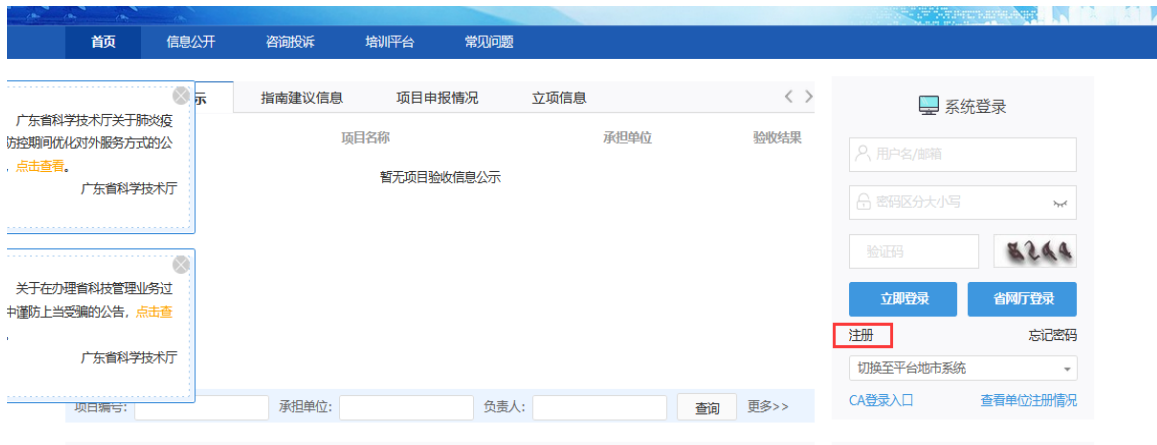 首页 信息公开 咨询投诉 培训平台 常见问题
示 指南建议信息 项目申报情况 立项信息
项目名称 承担单位 验收结果
暂无项目验收信息公示
广东省科学技术厅关于肺炎疫
防控期间优化对外服务方式的公
，点击查看。
广东省科学技术厅
关于在办理省科技管理业务过
中谨防上当受骗的公告，点击查
。
广东省科学技术厅
项目编号: 承担单位: 负责人: 查询 更多>>
系统登录
用户名/邮箱
密码区分大小写
验证码 8244
立即登录 省网厅登录
注册 忘记密码
切换至平台地市系统
CA登录入口 查看单位注册情况